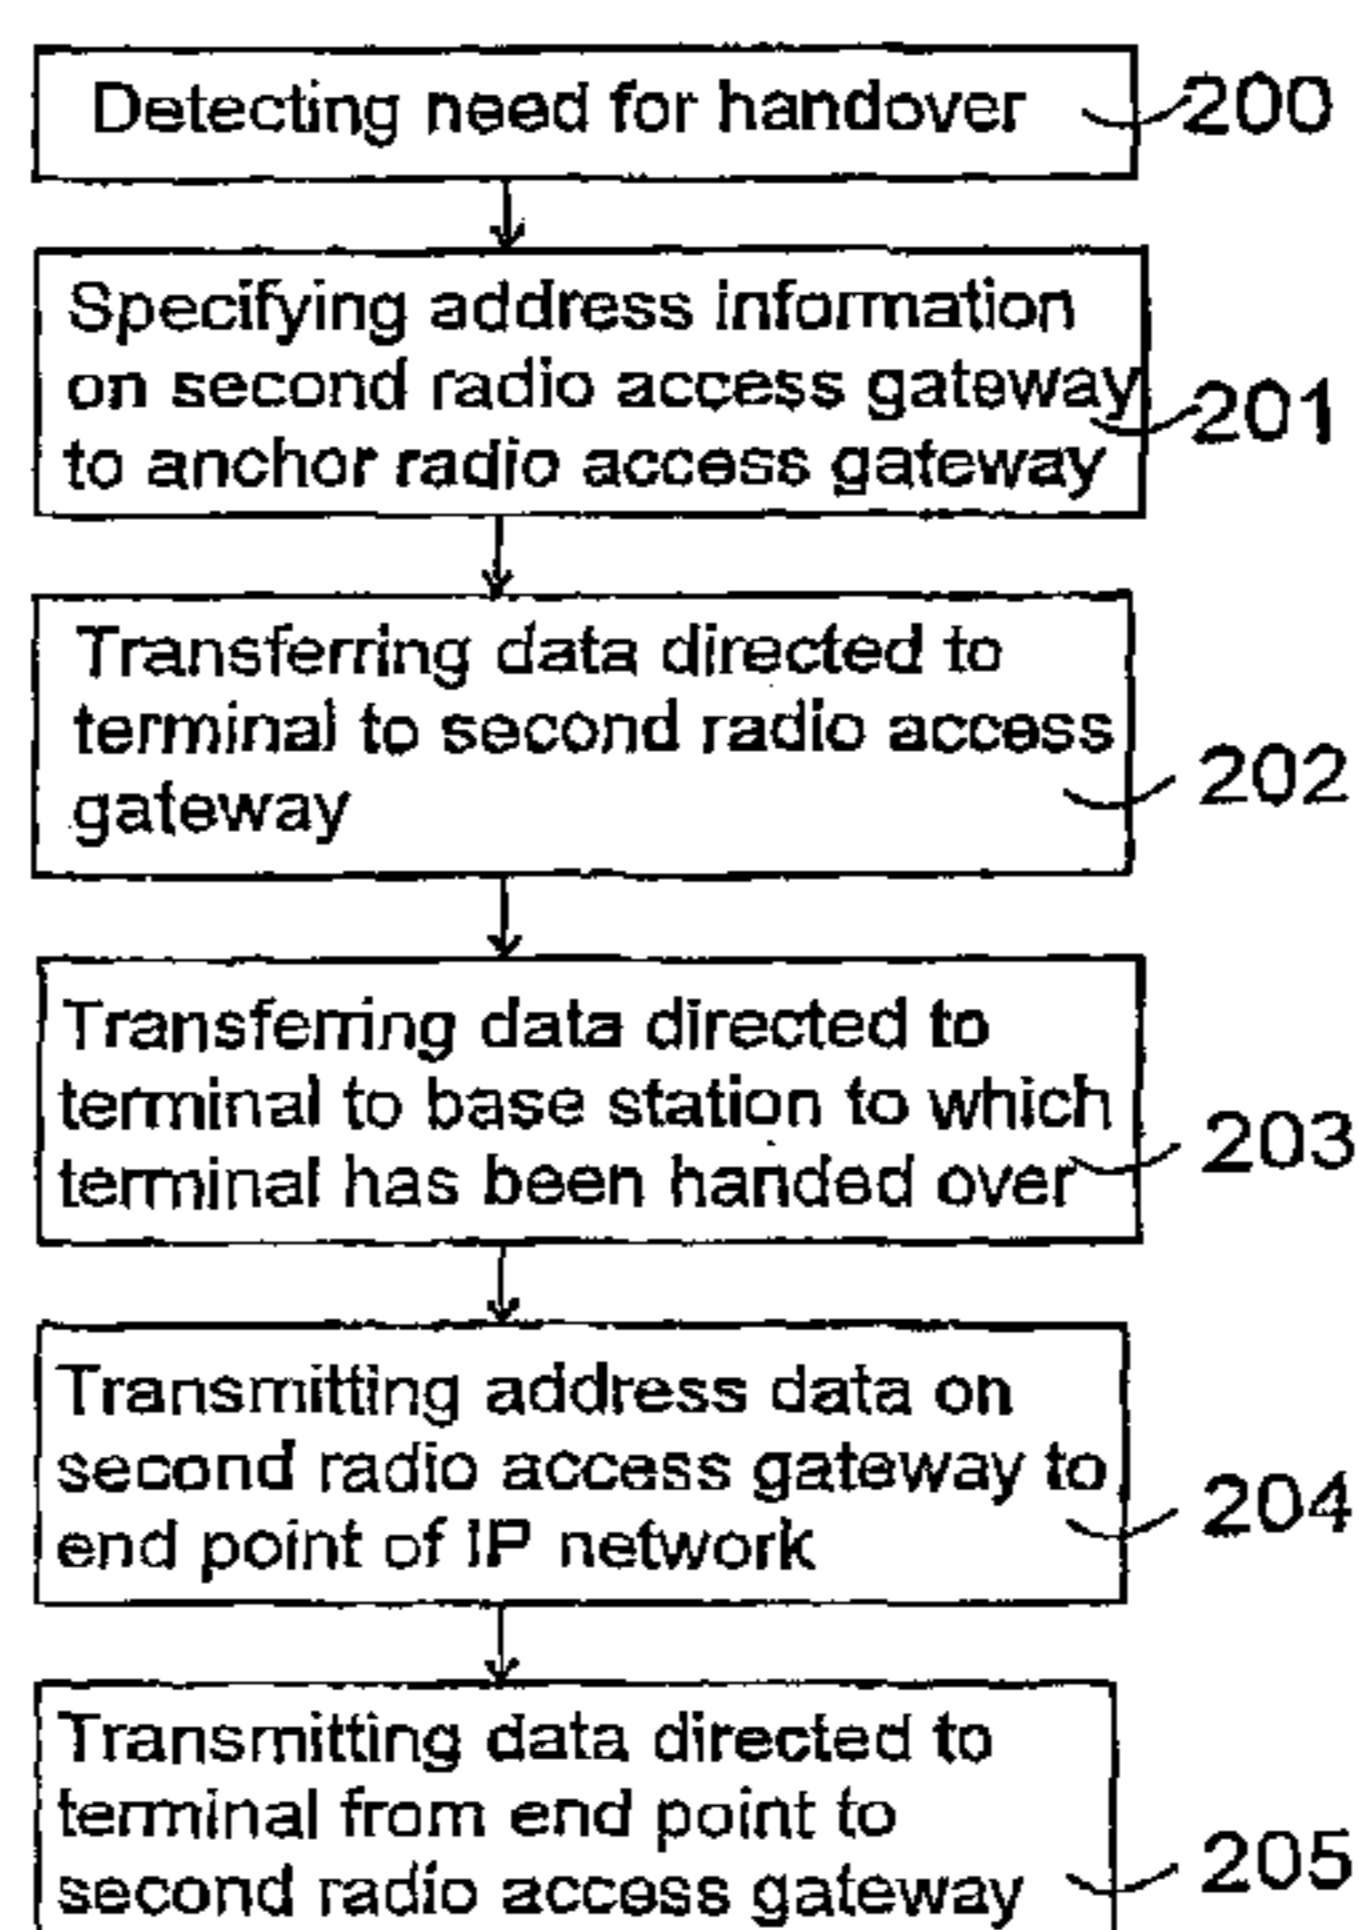 Detecting need for handover
200
Specifying address information
on second radio access gateway
to anchor radio access gateway
201
Transferring data directed to
terminal to second radio access
gateway
202
Transferring data directed to
terminal to base station to which
terminal has been handed over
203
Transmitting address data on
second radio access gateway to
end point of IP network
204
Transmitting data directed to
terminal from end point to
second radio access gateway
205